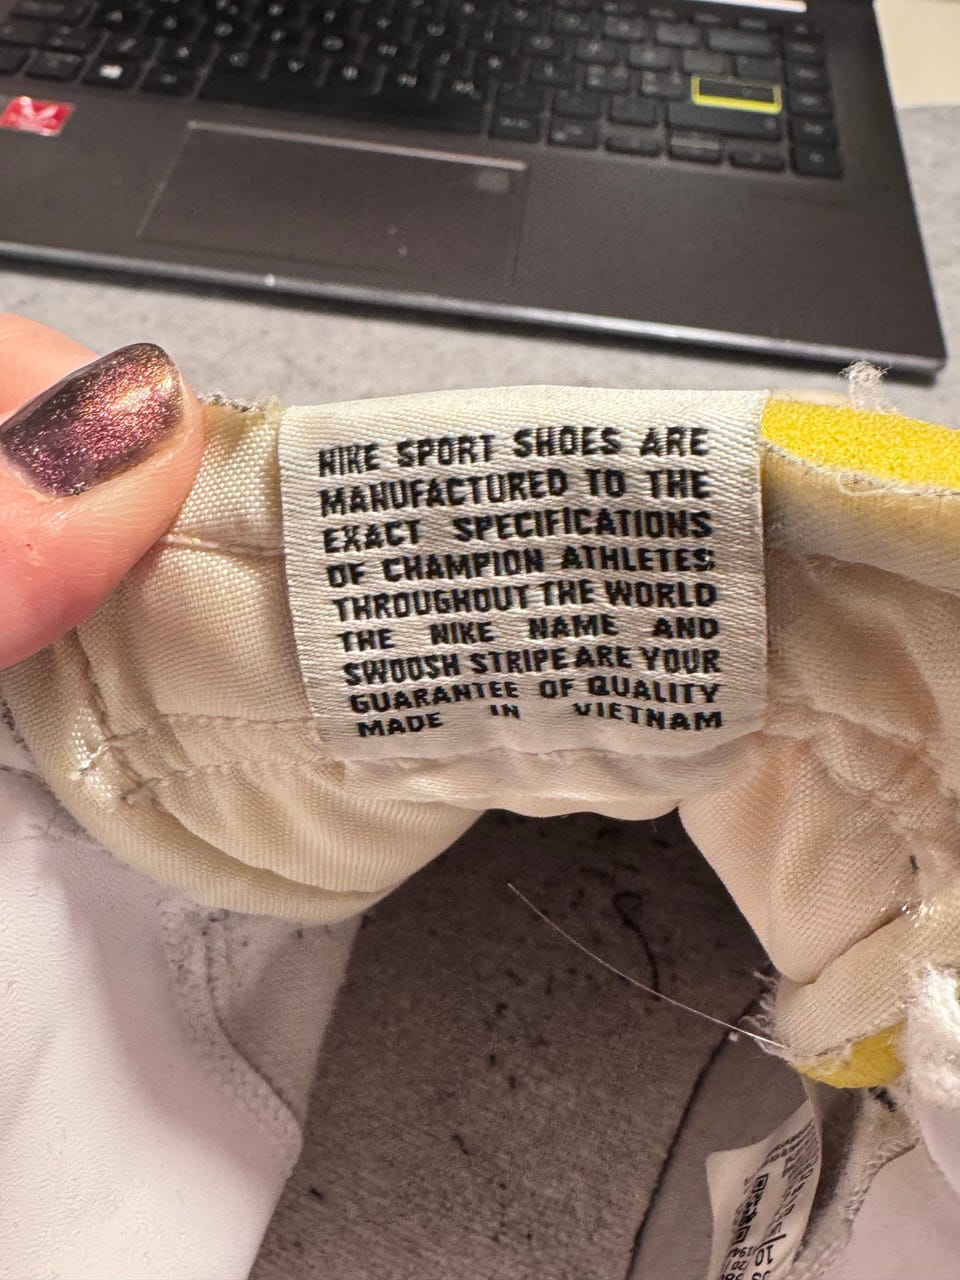 NIKE SPORT SHOES ARE
MANUFACTURED TO THE
EXACT SPECIFICATIONS
OF CHAMPION ATHLETES
THROUGHOUT THE WORLD
THE NIKE NAME AND
SWOOSH STRIPE ARE YOUR
GUARANTEE OF QUALITY
MADE IN VIETNAM
10